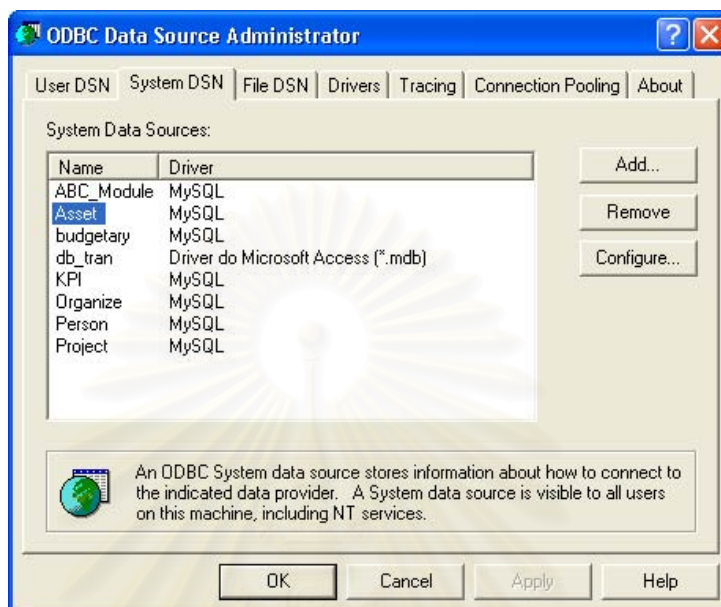 ODBC Data Source Administrator
User DSN System DSN File DSN Drivers Tracing Connection Pooling About
System Data Sources:
Name Driver
ABC_Module MySQL
Asset MySQL
budgetary MySQL
db_tran Driver do Microsoft Access (*.mdb)
KPI MySQL
Organize MySQL
Person MySQL
Project MySQL
Add...
Remove
Configure...
An ODBC System data source stores information about how to connect to
the indicated data provider. A System data source is visible to all users
on this machine, including NT services.
OK Cancel Apply Help